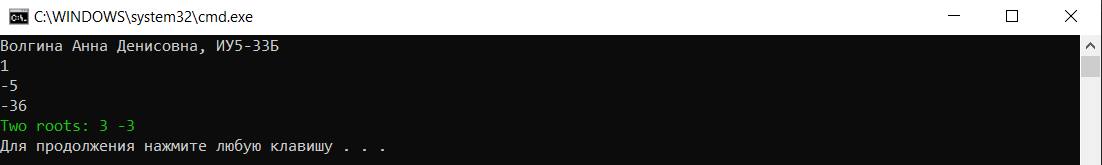 C:\WINDOWS\system32\cmd.exe
Волгина Анна Денисовна, ИУ5-33Б
1
-5
-36
Two roots: 3 -3
Для продолжения нажмите любую клавишу . . .